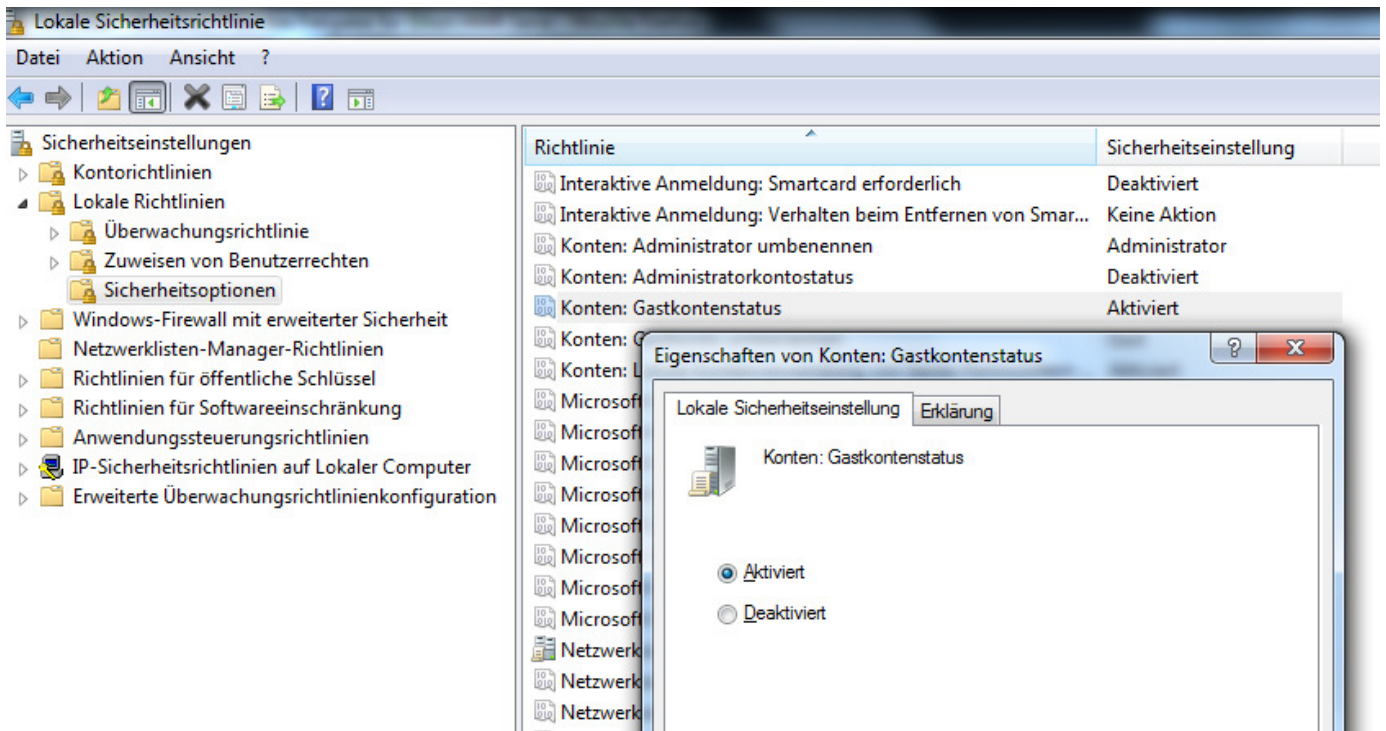 Lokale Sicherheitsrichtlinie
Datei Aktion Ansicht ?
Sicherheitseinstellungen
Kontorichtlinien
Lokale Richtlinien
Überwachungsrichtlinie
Zuweisen von Benutzerrechten
Sicherheitsoptionen
Windows-Firewall mit erweiterter Sicherheit
Netzwerklisten-Manager-Richtlinien
Richtlinien für öffentliche Schlüssel
Richtlinien für Softwareeinschränkung
Anwendungssteuerungsrichtlinien
IP-Sicherheitsrichtlinien auf Lokaler Computer
Erweiterte Überwachungsrichtlinienkonfiguration
Richtlinie Sicherheitseinstellung
Interaktive Anmeldung: Smartcard erforderlich Deaktiviert
Interaktive Anmeldung: Verhalten beim Entfernen von Smar... Keine Aktion
Konten: Administrator umbenennen Administrator
Konten: Administratorkontostatus Deaktiviert
Konten: Gastkontenstatus Aktiviert
Konten:
Konten:
Microsoft
Microsoft
Microsoft
Microsoft
Microsoft
Microsoft
Microsoft
Microsoft
Netzwerk
Netzwerk
Netzwerk
Eigenschaften von Konten: Gastkontenstatus
Lokale Sicherheitseinstellung Erklärung
Konten: Gastkontenstatus
Aktiviert
Deaktiviert